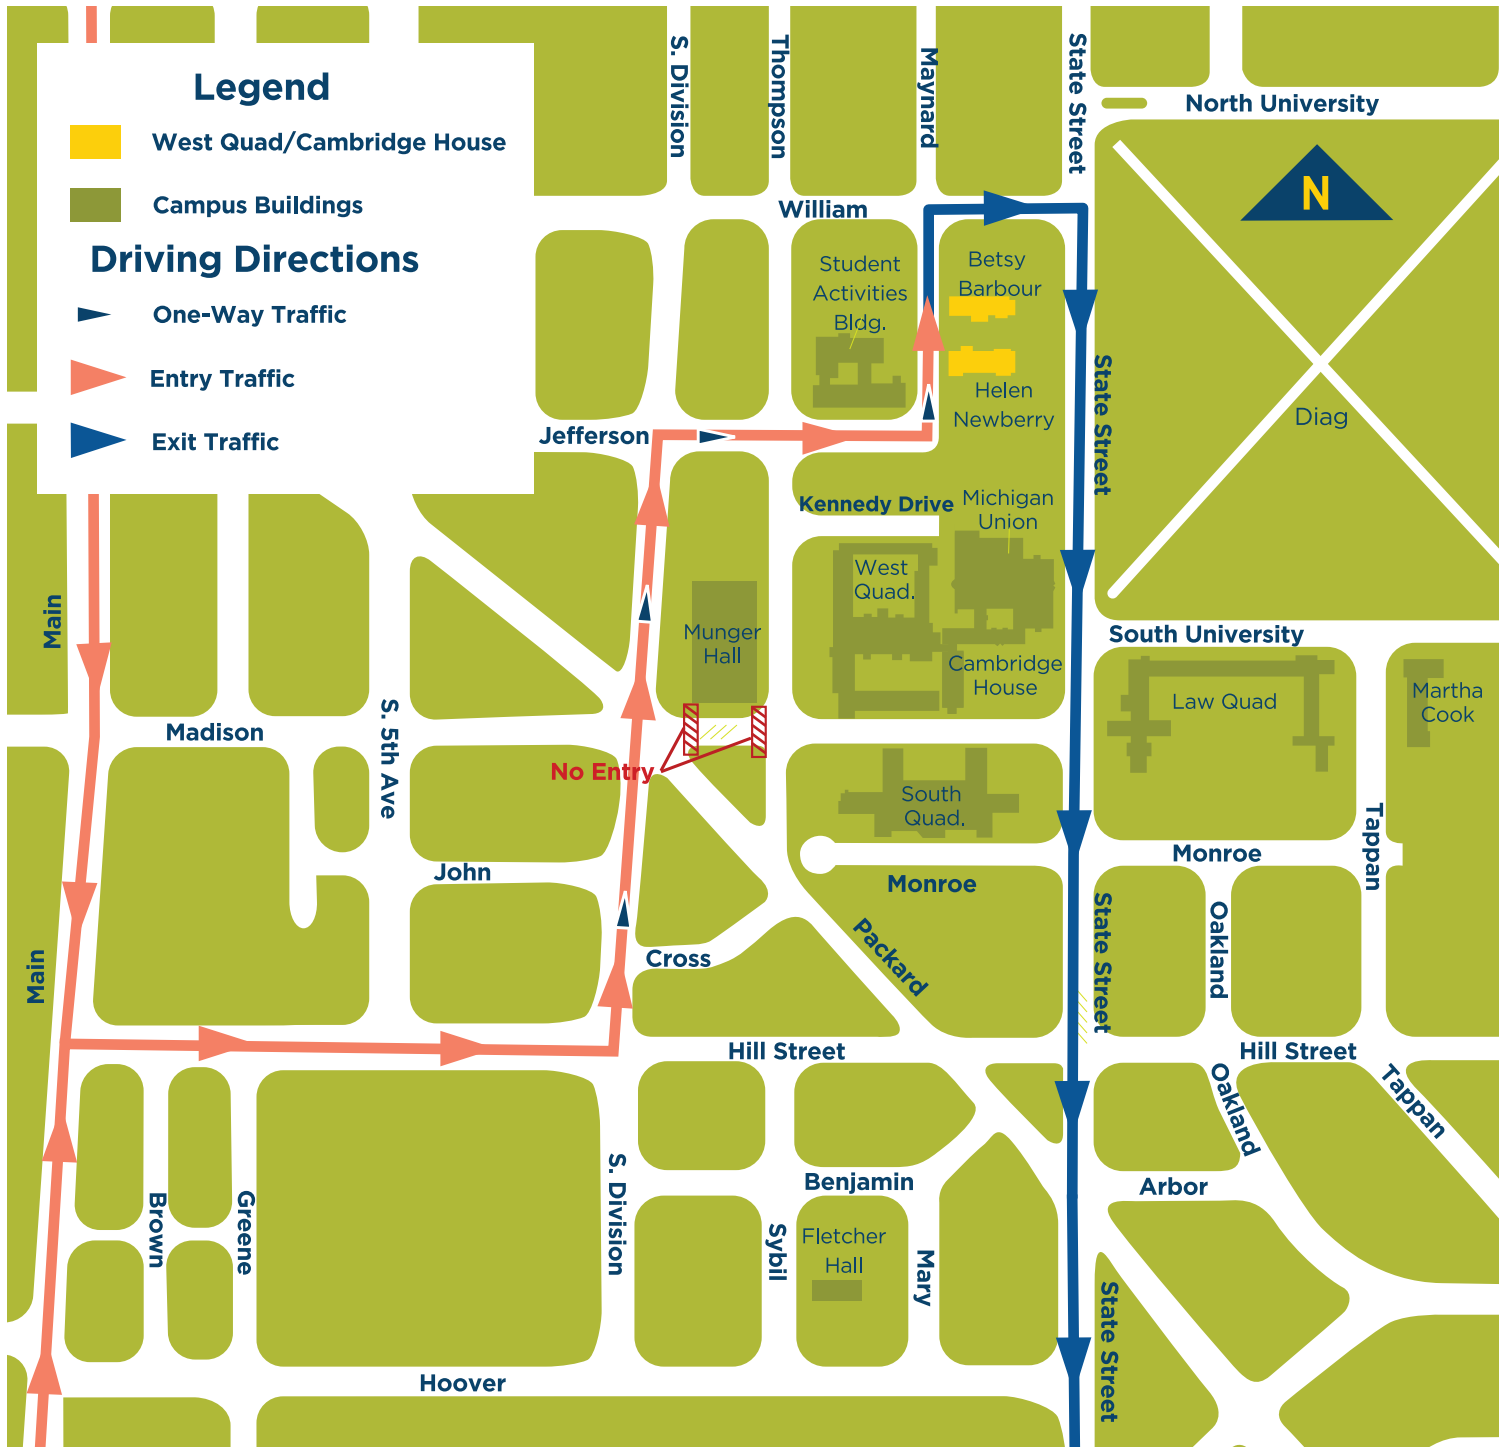 Legend
West Quad/Cambridge House
Campus Buildings
Driving Directions
One-Way Traffic
Entry Traffic
Exit Traffic
S. Division
Thompson
Maynard
State Street
North University
N
William
Student
Activities
Bldg.
Betsy
Barbour
Helen
Newberry
State Street
Diag
Jefferson
Kennedy Drive
Michigan
Union
West
Quad.
Main
Munger
Hall
Cambridge
House
South University
Law Quad
Martha
Cook
Madison
S. 5th Ave
No Entry
South
Quad.
Tappan
Monroe
John
Monroe
Packard
State Street
Oakland
Main
Cross
Hill Street
Hill Street
Oakland
Tappan
Brown
Greene
S. Division
Benjamin
Arbor
Sybil
Fletcher
Hall
Mary
State Street
Hoover